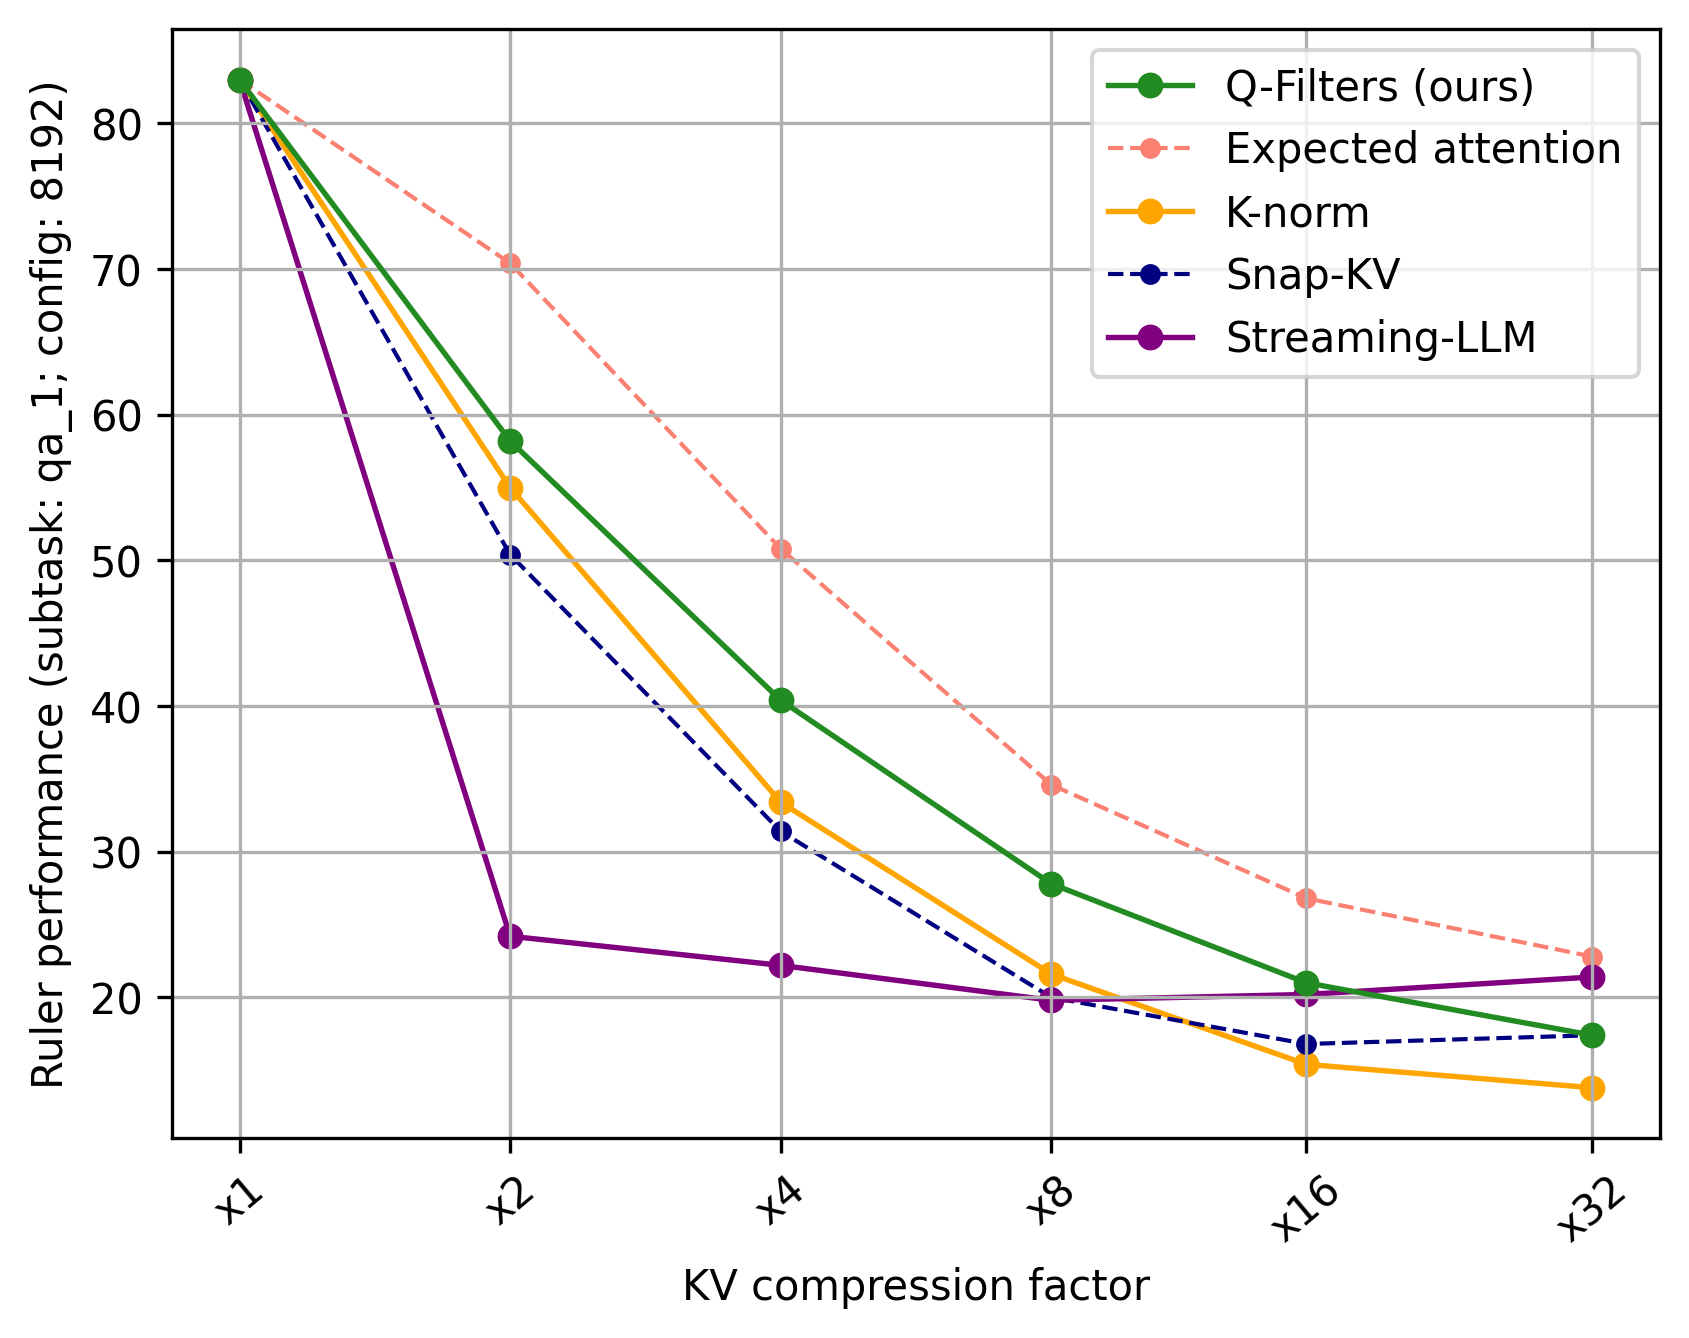 Ruler performance (subtask: qa_1; config: 8192)
80
70
60
50
40
30
20
Q-Filters (ours)
Expected attention
K-norm
Snap-KV
Streaming-LLM
x1
x2
x4
x8
x16
x32
KV compression factor